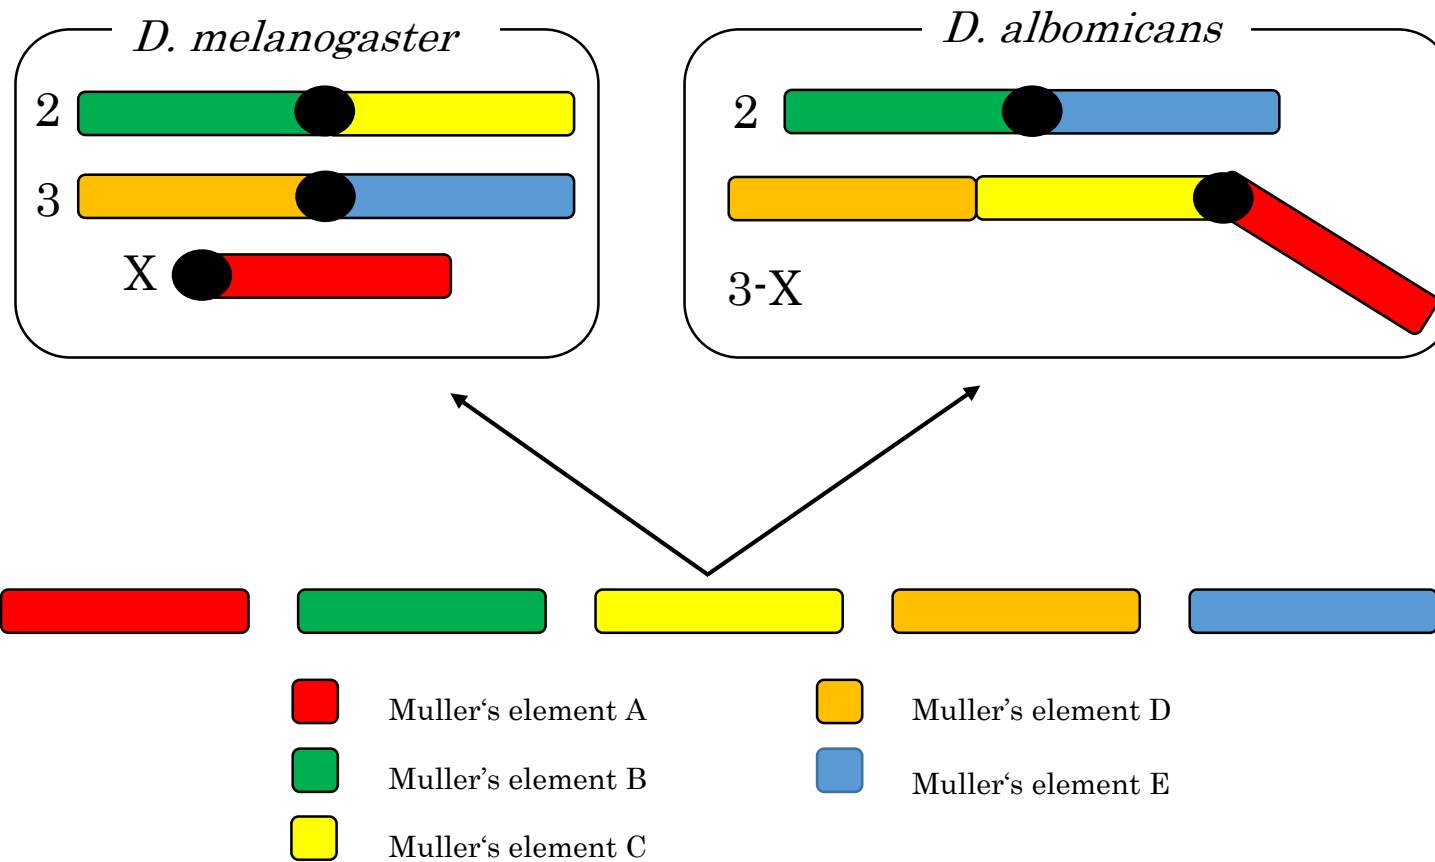 D. melanogaster
2
3
X
D. albomicans
2
3-X
Muller‘s element A
Muller’s element B
Muller‘s element C
Muller’s element D
Muller‘s element E